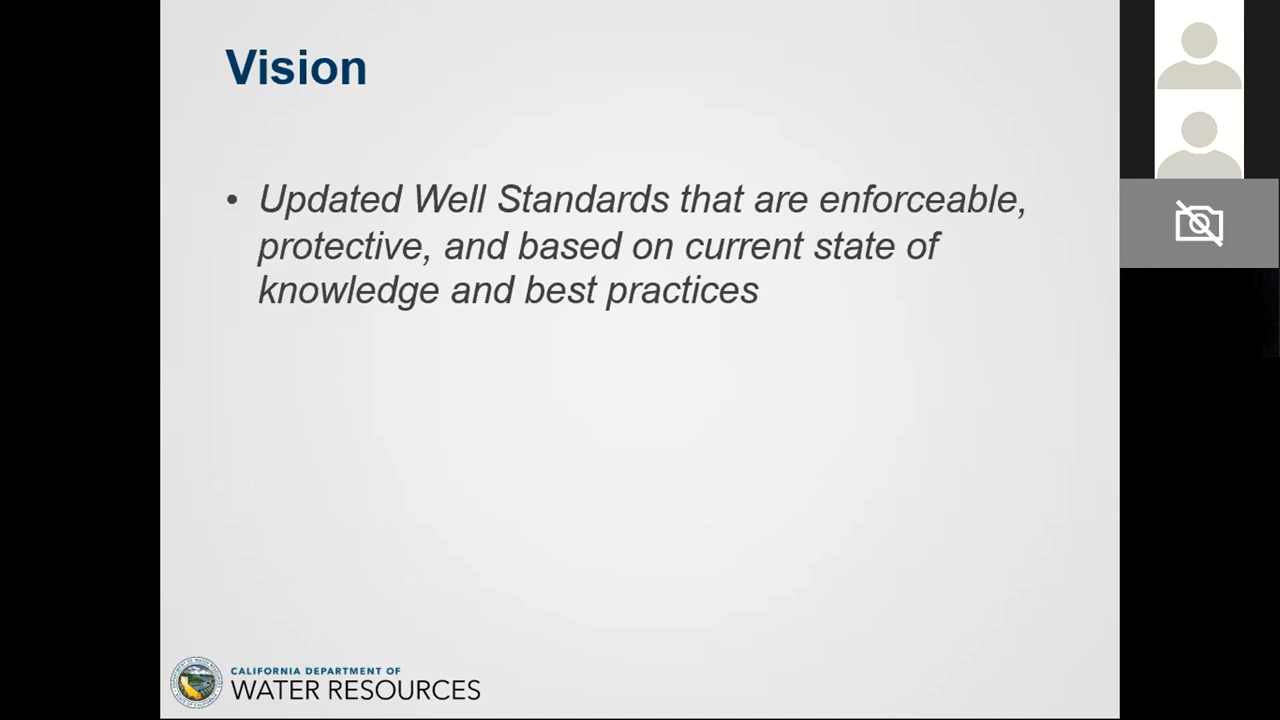 Vision
• Updated Well Standards that are enforceable,
protective, and based on current state of
knowledge and best practices
CALIFORNIA DEPARTMENT OF
WATER RESOURCES